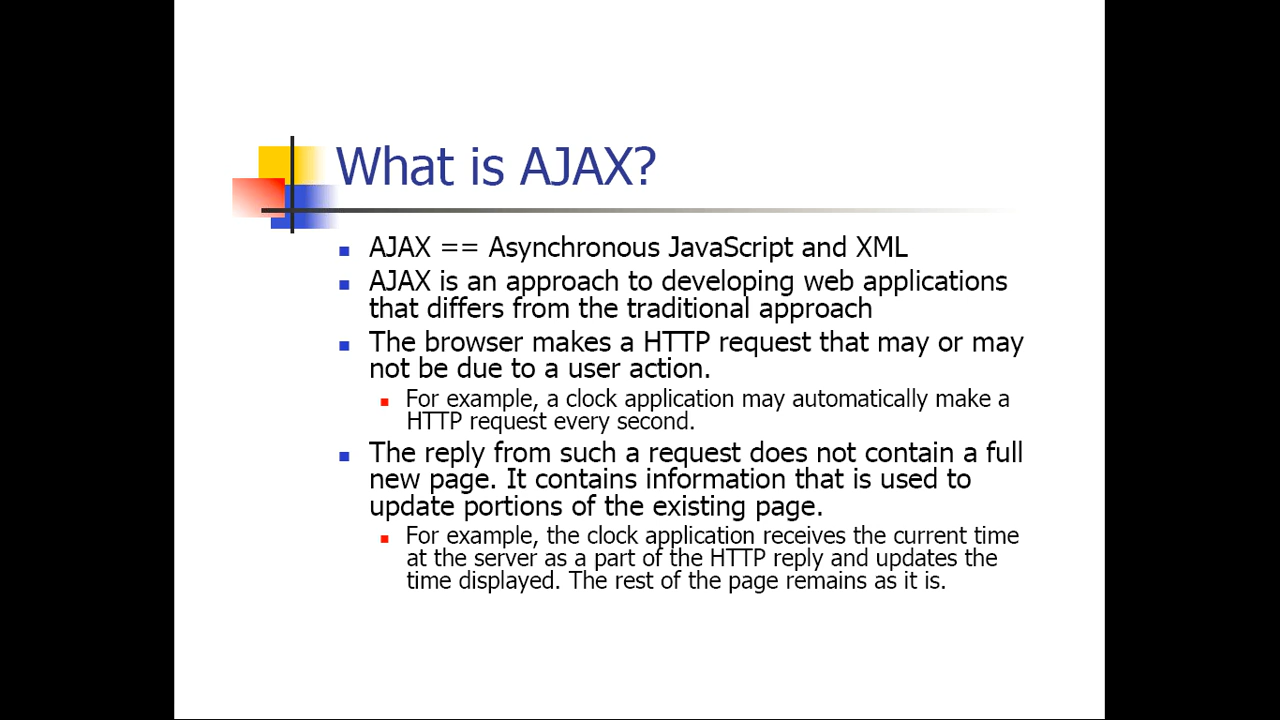 What is AJAX?
AJAX == Asynchronous JavaScript and XML
AJAX is an approach to developing web applications
that differs from the traditional approach
The browser makes a HTTP request that may or may
not be due to a user action.
For example, a clock application may automatically make a
HTTP request every second.
The reply from such a request does not contain a full
new page. It contains information that is used to
update portions of the existing page.
For example, the clock application receives the current time
at the server as a part of the HTTP reply and updates the
time displayed. The rest of the page remains as it is.